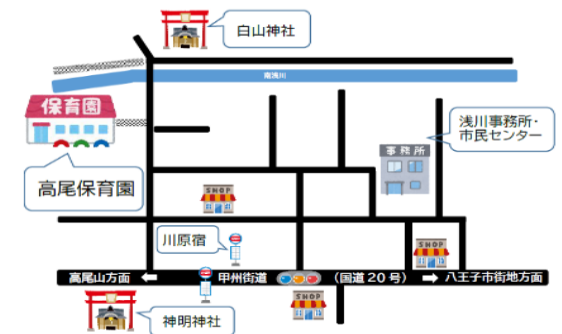 白山神社
南浅川
保育園
浅川事務所・
市民センター
事務所
高尾保育園
SHOP
川原宿
SHOP
高尾山方面
甲州街道
（国道20号）
八王子市街地方面
SHOP
神明神社